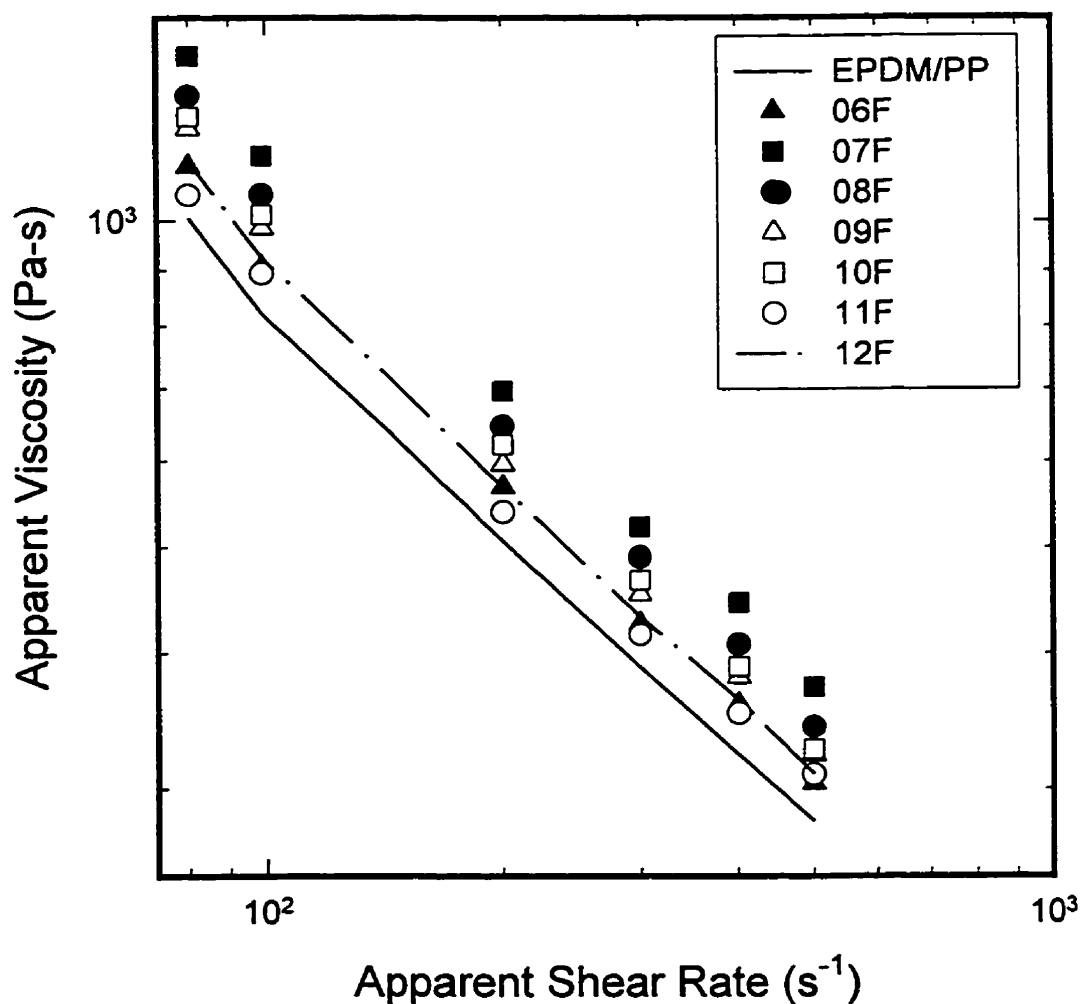 EPDM/PP
06F
07F
08F
09F
10F
11F
12F
10³
Apparent Viscosity (Pa-s)
10² 10³
Apparent Shear Rate (s⁻¹)